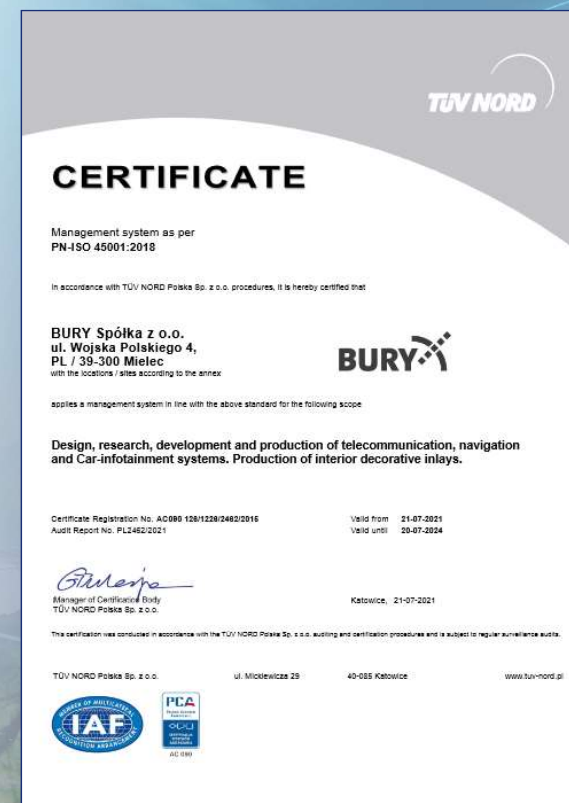 TÜV NORD
CERTIFICATE
Management system as per
PN-ISO 45001:2018
In accordance with TÜV NORD Polska Sp. z o.o. procedures, it is hereby certified that
BURY Spółka z o.o.
ul. Wojska Polskiego 4,
PL / 39-300 Mielec
with the locations / sites according to the annex
BURY
applies a management system in line with the above standard for the following scope
Design, research, development and production of telecommunication, navigation
and Car-infotainment systems. Production of interior decorative inlays.
Certificate Registration No. AC090 126/1226/2462/2015
Valid from 21-07-2021
Audit Report No. PL2462/2021
Valid until 20-07-2024
Manager of Certification Body
TÜV NORD Polska Sp. z o.o.
Katowice, 21-07-2021
This certification was conducted in accordance with the TÜV NORD Polska Sp. z o.o. auditing and certification procedures and is subject to regular surveillance audits.
TÜV NORD Polska Sp. z o.o. ul. Mickiewicza 29 40-085 Katowice www.tuv-nord.pl
MEMBER OF MULTILATERAL
IAF
RECOGNITION ARRANGEMENT
PCA
AC 090